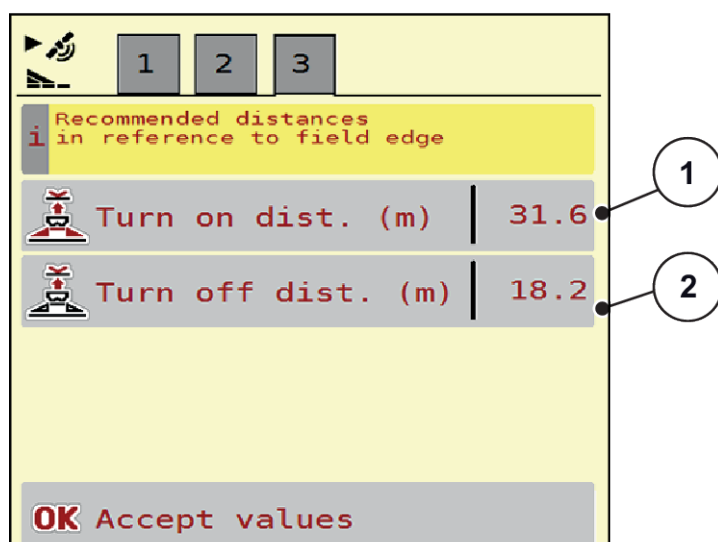 1 2 3
i Recommended distances
in reference to field edge
Turn on dist. (m) 31.6
1
Turn off dist. (m) 18.2
2
OK Accept values